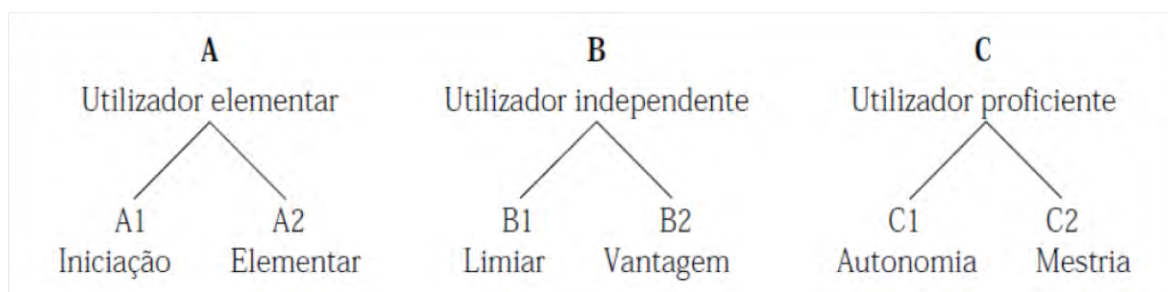 A B C
Utilizador elementar Utilizador independente Utilizador proficiente
A1 A2 B1 B2 C1 C2
Iniciação Elementar Limiar Vantagem Autonomia Mestria